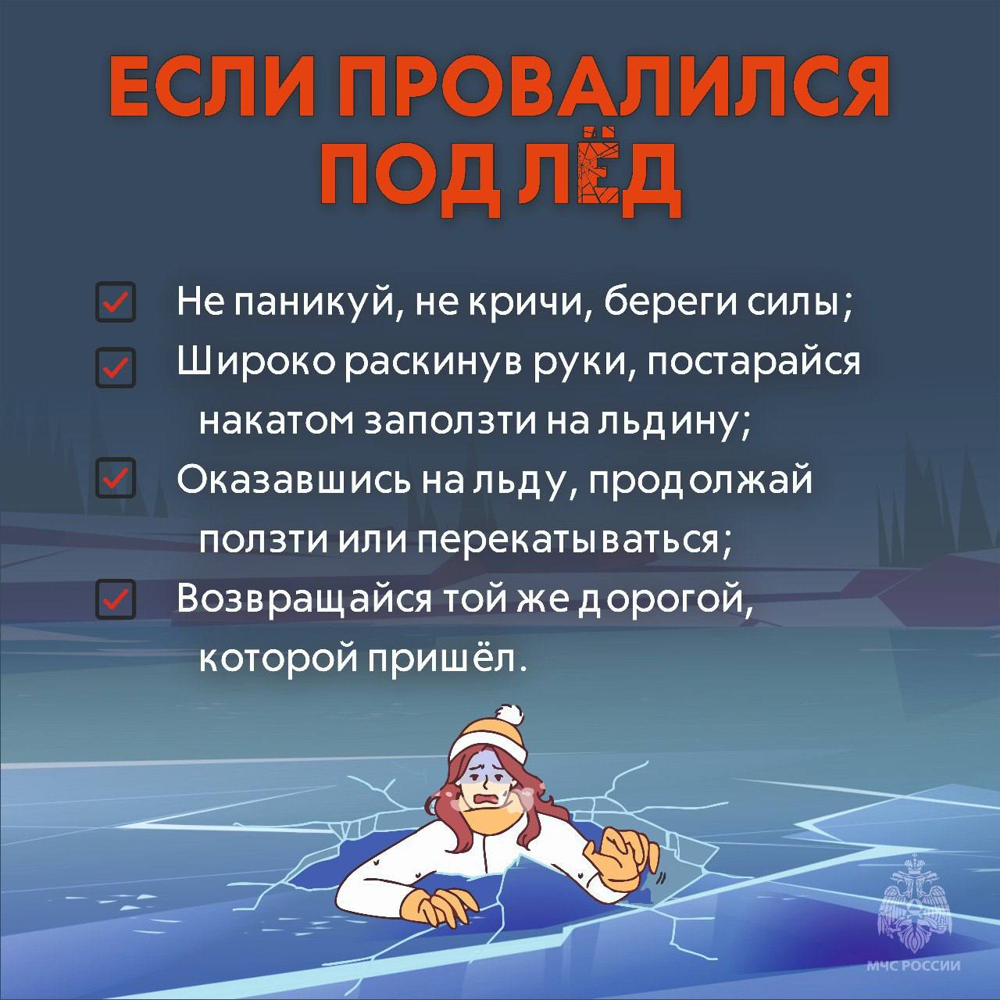 ЕСЛИ ПРОВАЛИЛСЯ
ПОД ЛЁД
Не паникуй, не кричи, береги силы;
Широко раскинув руки, постарайся
накатом заползти на льдину;
Оказавшись на льду, продолжай
ползти или перекатываться;
Возвращайся той же дорогой,
которой пришёл.
МЧС РОССИИ